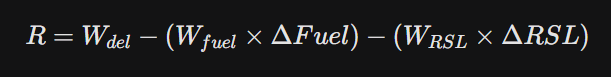 R = W_del − (W_fuel × ΔFuel) − (W_RSL × ΔRSL)